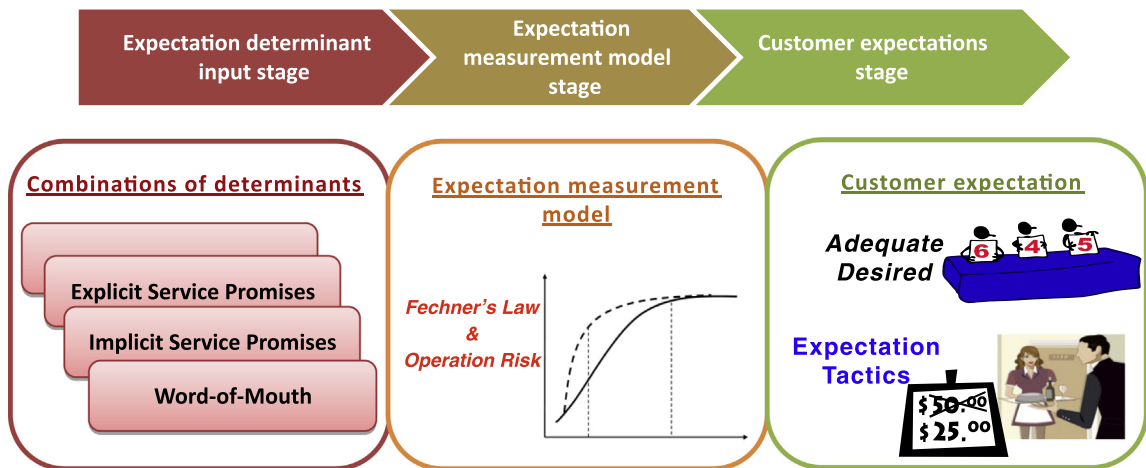 Expectation determinant
input stage
Expectation
measurement model
stage
Customer expectations
stage
Combinations of determinants
Explicit Service Promises
Implicit Service Promises
Word-of-Mouth
Expectation measurement
model
Fechner's Law
&
Operation Risk
Customer expectation
Adequate
Desired
6 4 5
Expectation
Tactics
$50.00
$25.00